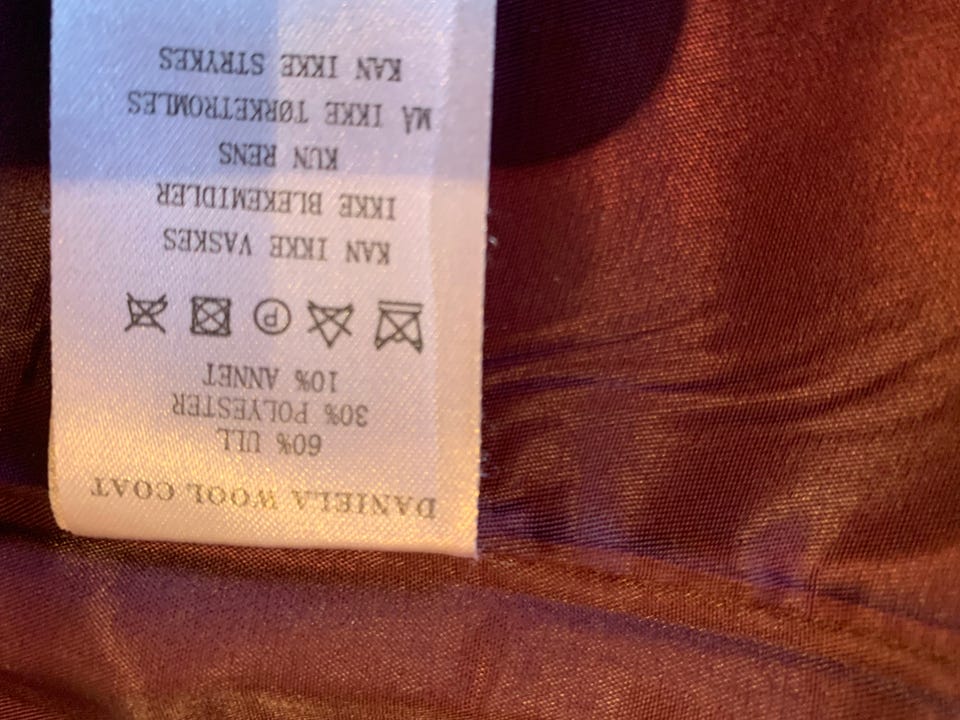 DANIELA WOOL COAT
60% ULL
30% POLYESTER
10% ANNET
P
KAN IKKE VASKES
IKKE BLEKEMIDLER
KUN RENS
MÅ IKKE TØRKETROMLES
KAN IKKE STRYKES